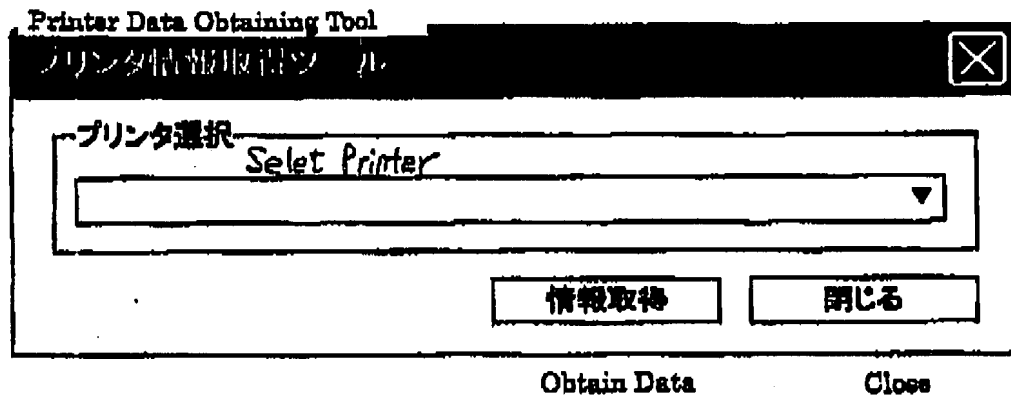 Printer Data Obtaining Tool
プリンタ情報取得ツール
プリンタ選択
Selet Printer
情報取得 閉じる
Obtain Data Close